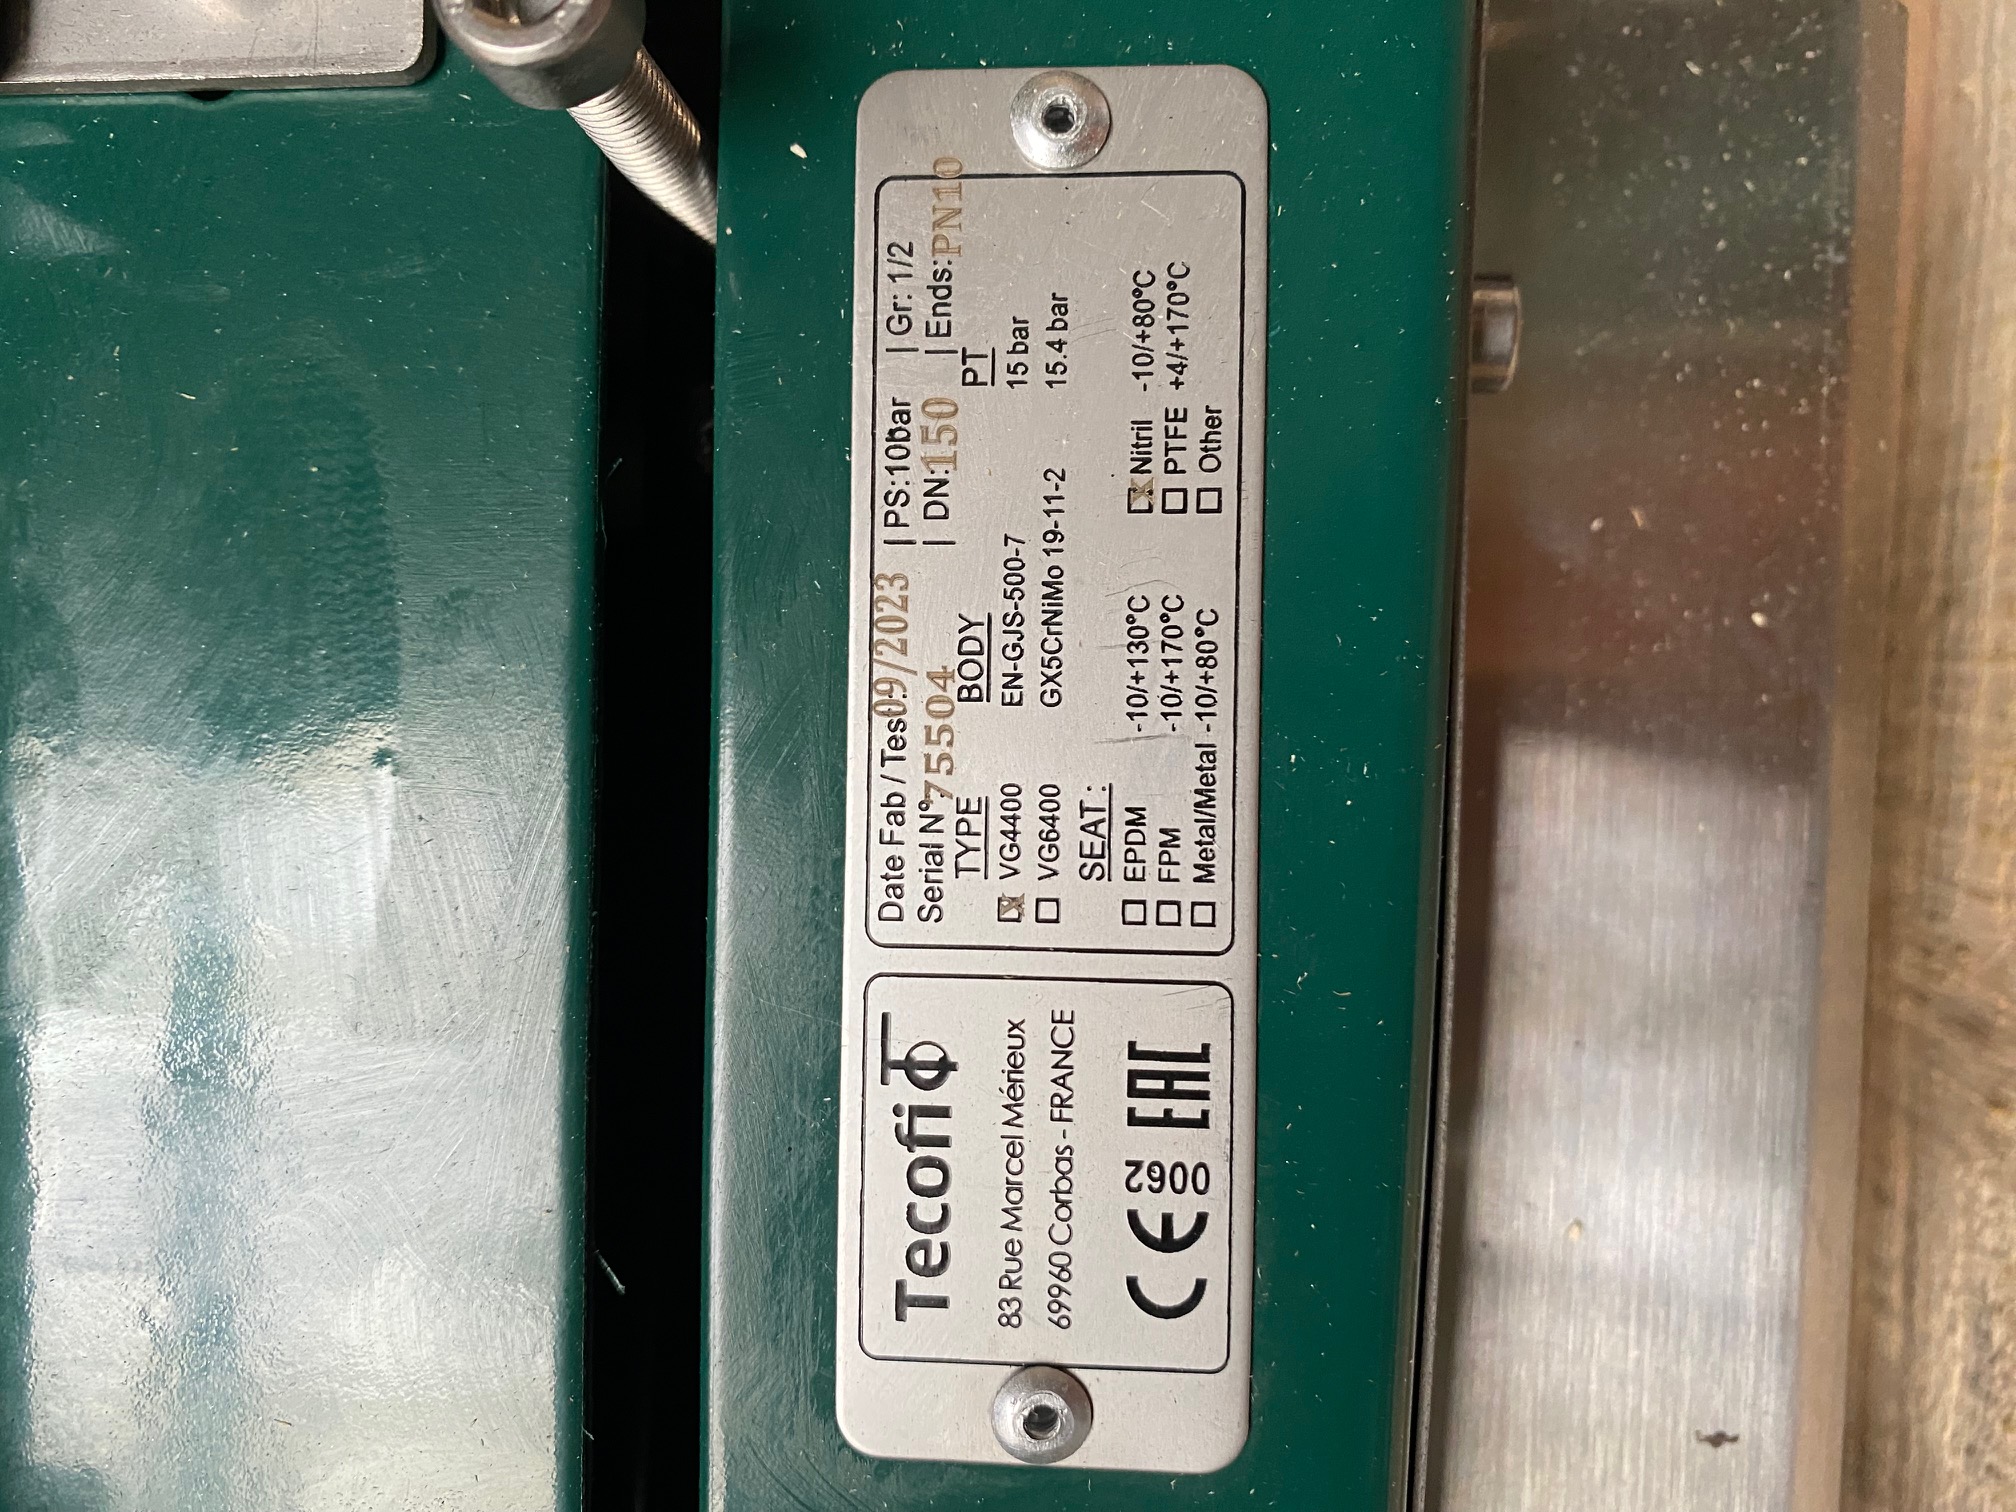 Tecofi
83 Rue Marcel Mérieux
69960 Corbas - FRANCE
CE 0062 EAC
Date Fab / Test: 09/2023 | PS:10bar | Gr: 1/2
Serial N°: 75504 | DN:150 | Ends:PN10
TYPE BODY PT
☒ VG4400 EN-GJS-500-7 15 bar
☐ VG6400 GX5CrNiMo 19-11-2 15.4 bar
SEAT :
☐ EPDM -10/+130°C ☒ Nitril -10/+80°C
☐ FPM -10/+170°C ☐ PTFE +4/+170°C
☐ Metal/Metal -10/+80°C ☐ Other